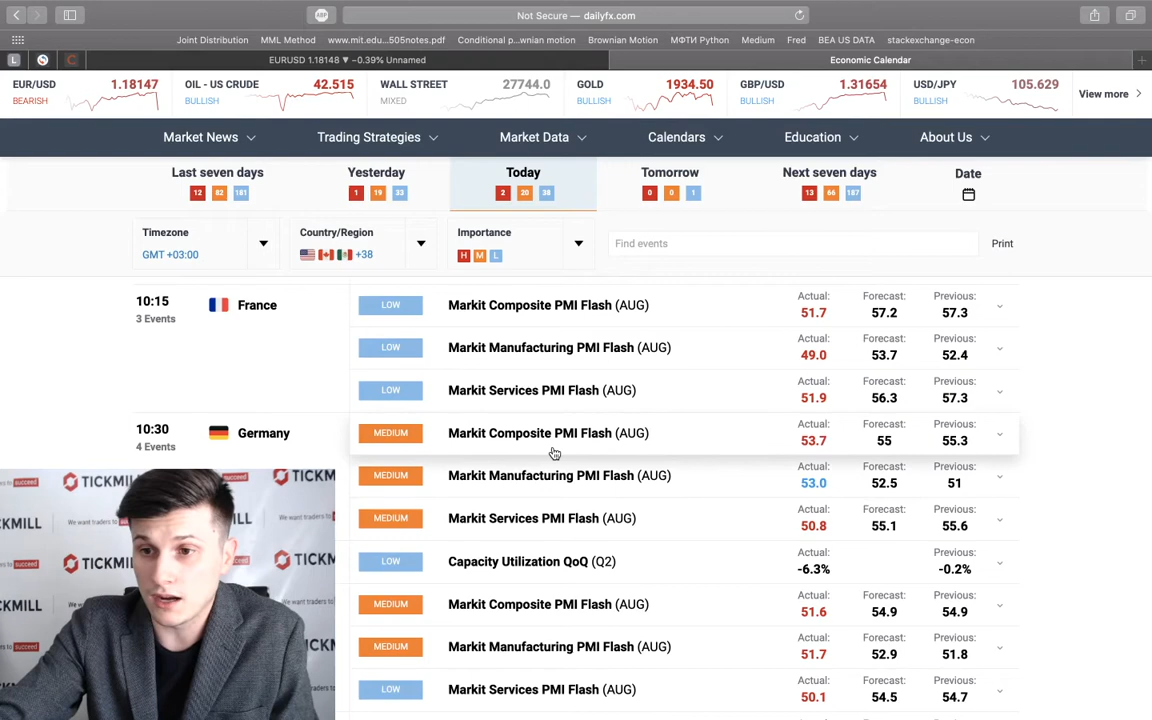 Not Secure — dailyfx.com
Joint Distribution MML Method www.mit.edu...505notes.pdf Conditional p...wnian motion Brownian Motion МФТИ Python Medium Fred BEA US DATA stackexchange-econ
L C EURUSD 1.18148 ▼ −0.39% Unnamed Economic Calendar
EUR/USD 1.18147 OIL - US CRUDE 42.515 WALL STREET 27744.0 GOLD 1934.50 GBP/USD 1.31654 USD/JPY 105.629
BEARISH BULLISH MIXED BULLISH BULLISH BULLISH View more
Market News Trading Strategies Market Data Calendars Education About Us
Last seven days Yesterday Today Tomorrow Next seven days Date
12 82 181 1 19 33 2 20 38 0 0 1 13 66 187
Timezone Country/Region Importance
GMT +03:00 +38 H M L Find events Print
10:15 France LOW Markit Composite PMI Flash (AUG) Actual: 51.7 Forecast: 57.2 Previous: 57.3
3 Events
LOW Markit Manufacturing PMI Flash (AUG) Actual: 49.0 Forecast: 53.7 Previous: 52.4
LOW Markit Services PMI Flash (AUG) Actual: 51.9 Forecast: 56.3 Previous: 57.3
10:30 Germany MEDIUM Markit Composite PMI Flash (AUG) Actual: 53.7 Forecast: 55 Previous: 55.3
4 Events
MEDIUM Markit Manufacturing PMI Flash (AUG) Actual: 53.0 Forecast: 52.5 Previous: 51
MEDIUM Markit Services PMI Flash (AUG) Actual: 50.8 Forecast: 55.1 Previous: 55.6
LOW Capacity Utilization QoQ (Q2) Actual: -6.3% Previous: -0.2%
MEDIUM Markit Composite PMI Flash (AUG) Actual: 51.6 Forecast: 54.9 Previous: 54.9
MEDIUM Markit Manufacturing PMI Flash (AUG) Actual: 51.7 Forecast: 52.9 Previous: 51.8
LOW Markit Services PMI Flash (AUG) Actual: 50.1 Forecast: 54.5 Previous: 54.7
TICKMILL
We want traders to succeed